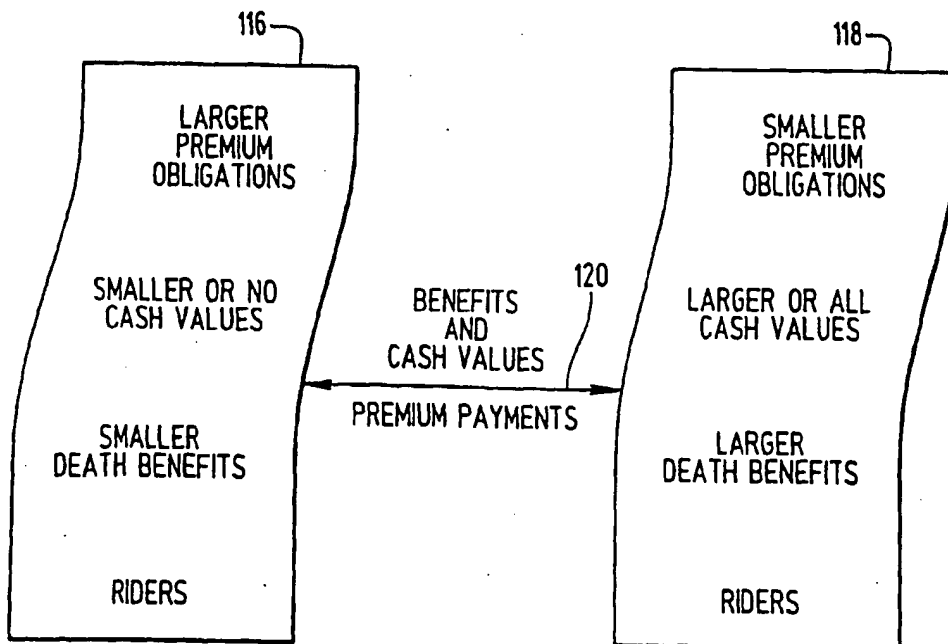 116
LARGER
PREMIUM
OBLIGATIONS
SMALLER OR NO
CASH VALUES
SMALLER
DEATH BENEFITS
RIDERS
BENEFITS
AND
CASH VALUES
120
PREMIUM PAYMENTS
118
SMALLER
PREMIUM
OBLIGATIONS
LARGER OR ALL
CASH VALUES
LARGER
DEATH BENEFITS
RIDERS